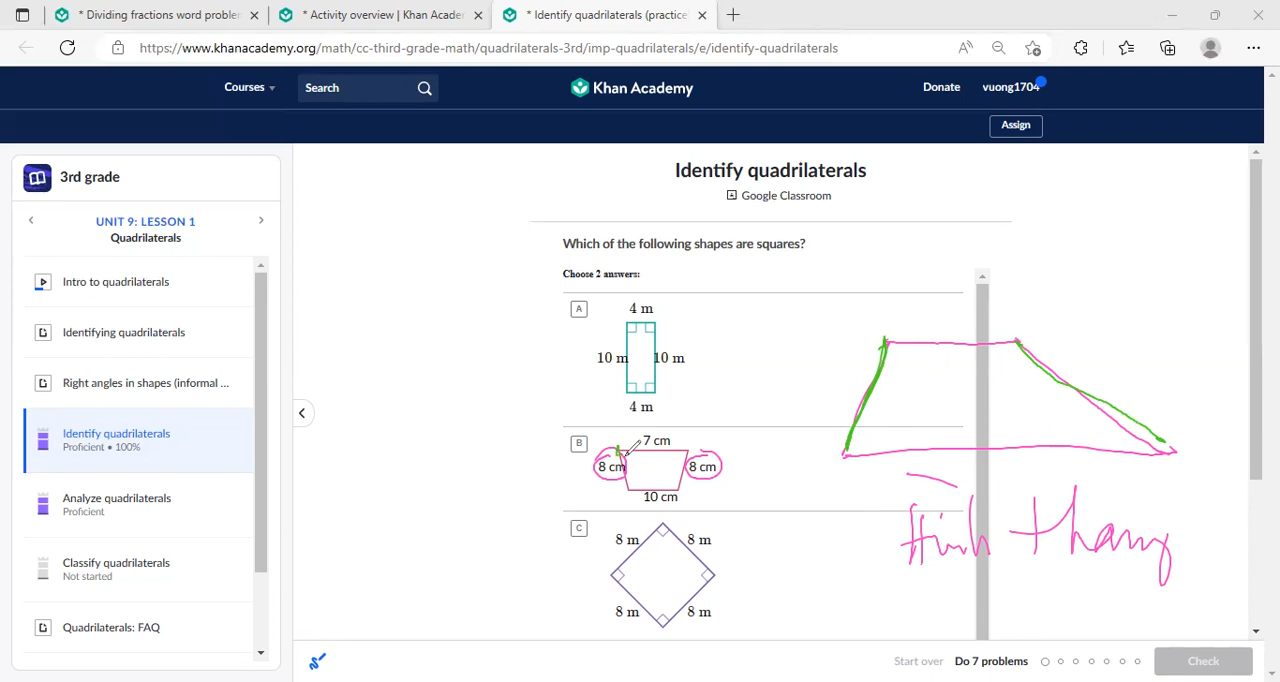 * Dividing fractions word problem
* Activity overview | Khan Acade
* Identify quadrilaterals (practice
https://www.khanacademy.org/math/cc-third-grade-math/quadrilaterals-3rd/imp-quadrilaterals/e/identify-quadrilaterals
Courses
Search
Khan Academy
Donate
vuong1704
Assign
3rd grade
UNIT 9: LESSON 1
Quadrilaterals
Intro to quadrilaterals
Identifying quadrilaterals
Right angles in shapes (informal ...
Identify quadrilaterals
Proficient • 100%
Analyze quadrilaterals
Proficient
Classify quadrilaterals
Not started
Quadrilaterals: FAQ
Identify quadrilaterals
Google Classroom
Which of the following shapes are squares?
Choose 2 answers:
A
4 m
10 m 10 m
4 m
B
7 cm
8 cm 8 cm
10 cm
C
8 m 8 m
8 m 8 m
Hình thang
Start over
Do 7 problems
Check